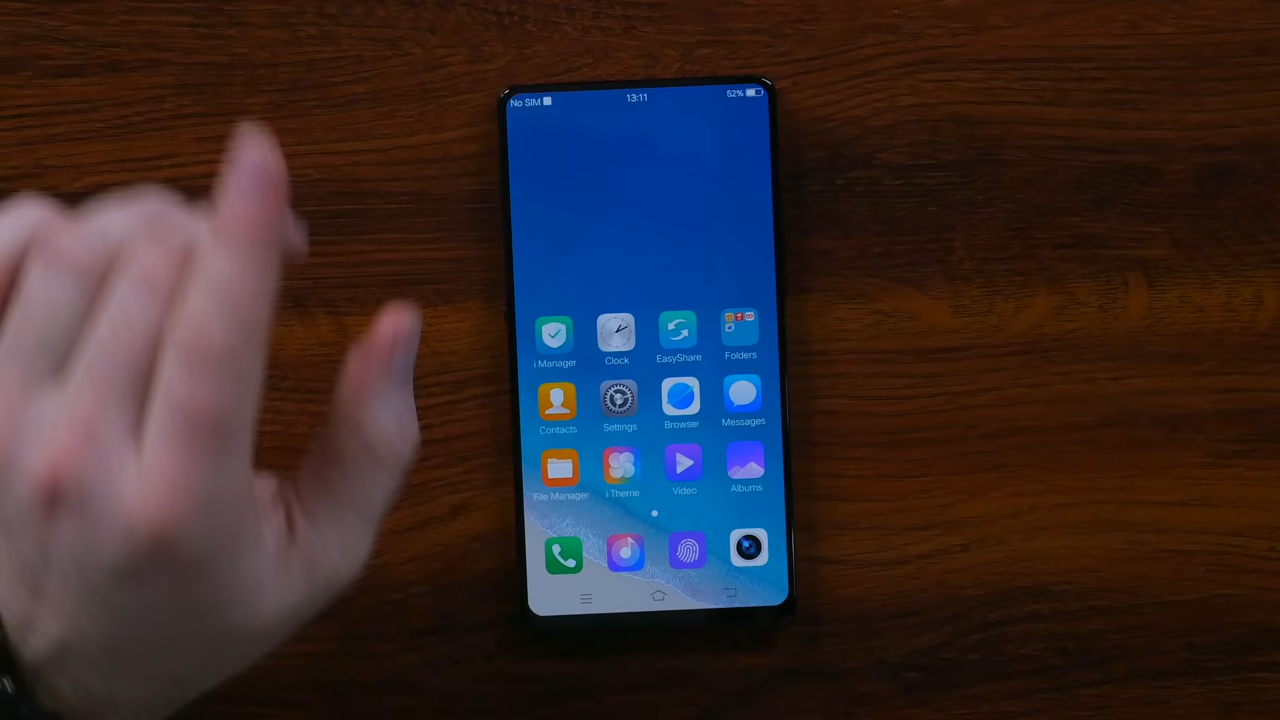 No SIM
13:11
52%
i Manager
Clock
EasyShare
Folders
Contacts
Settings
Browser
Messages
File Manager
i Theme
Video
Albums